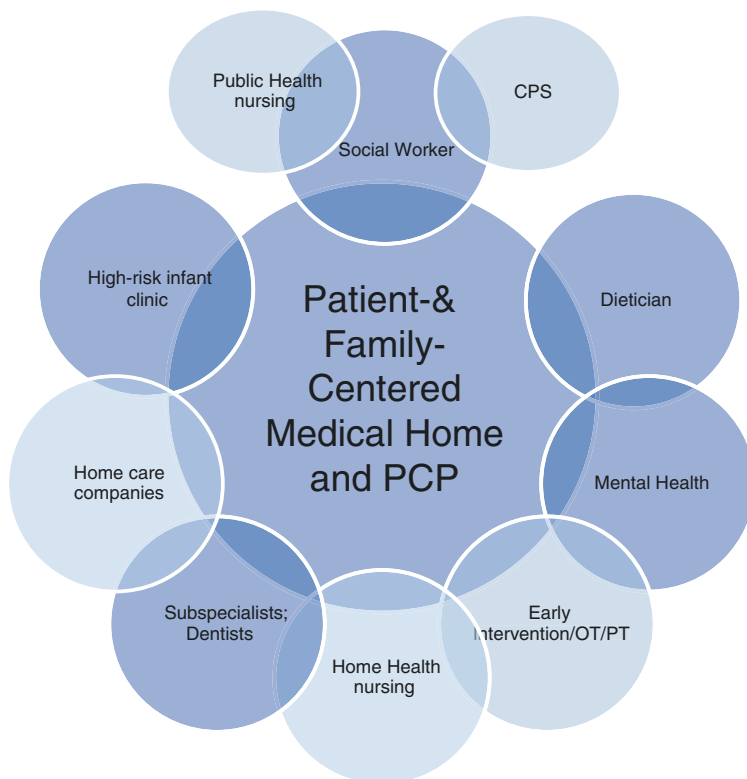 Public Health
nursing
CPS
Social Worker
High-risk infant
clinic
Patient-&
Family-
Centered
Medical Home
and PCP
Dietician
Home care
companies
Mental Health
Subspecialists;
Dentists
Early
Intervention/OT/PT
Home Health
nursing